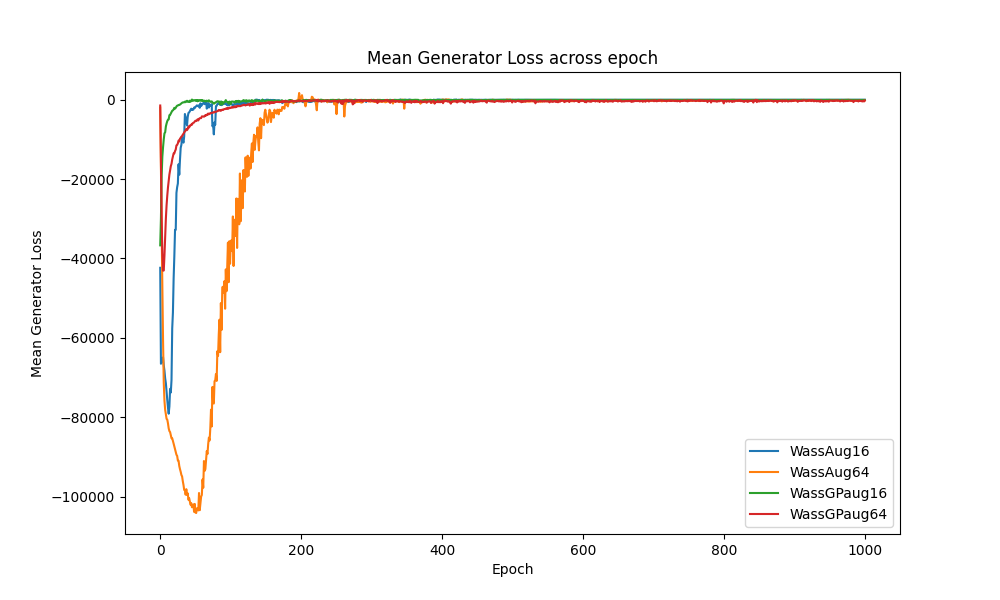 Mean Generator Loss across epoch
Mean Generator Loss
0
−20000
−40000
−60000
−80000
−100000
0
200
400
600
800
1000
Epoch
WassAug16
WassAug64
WassGPaug16
WassGPaug64